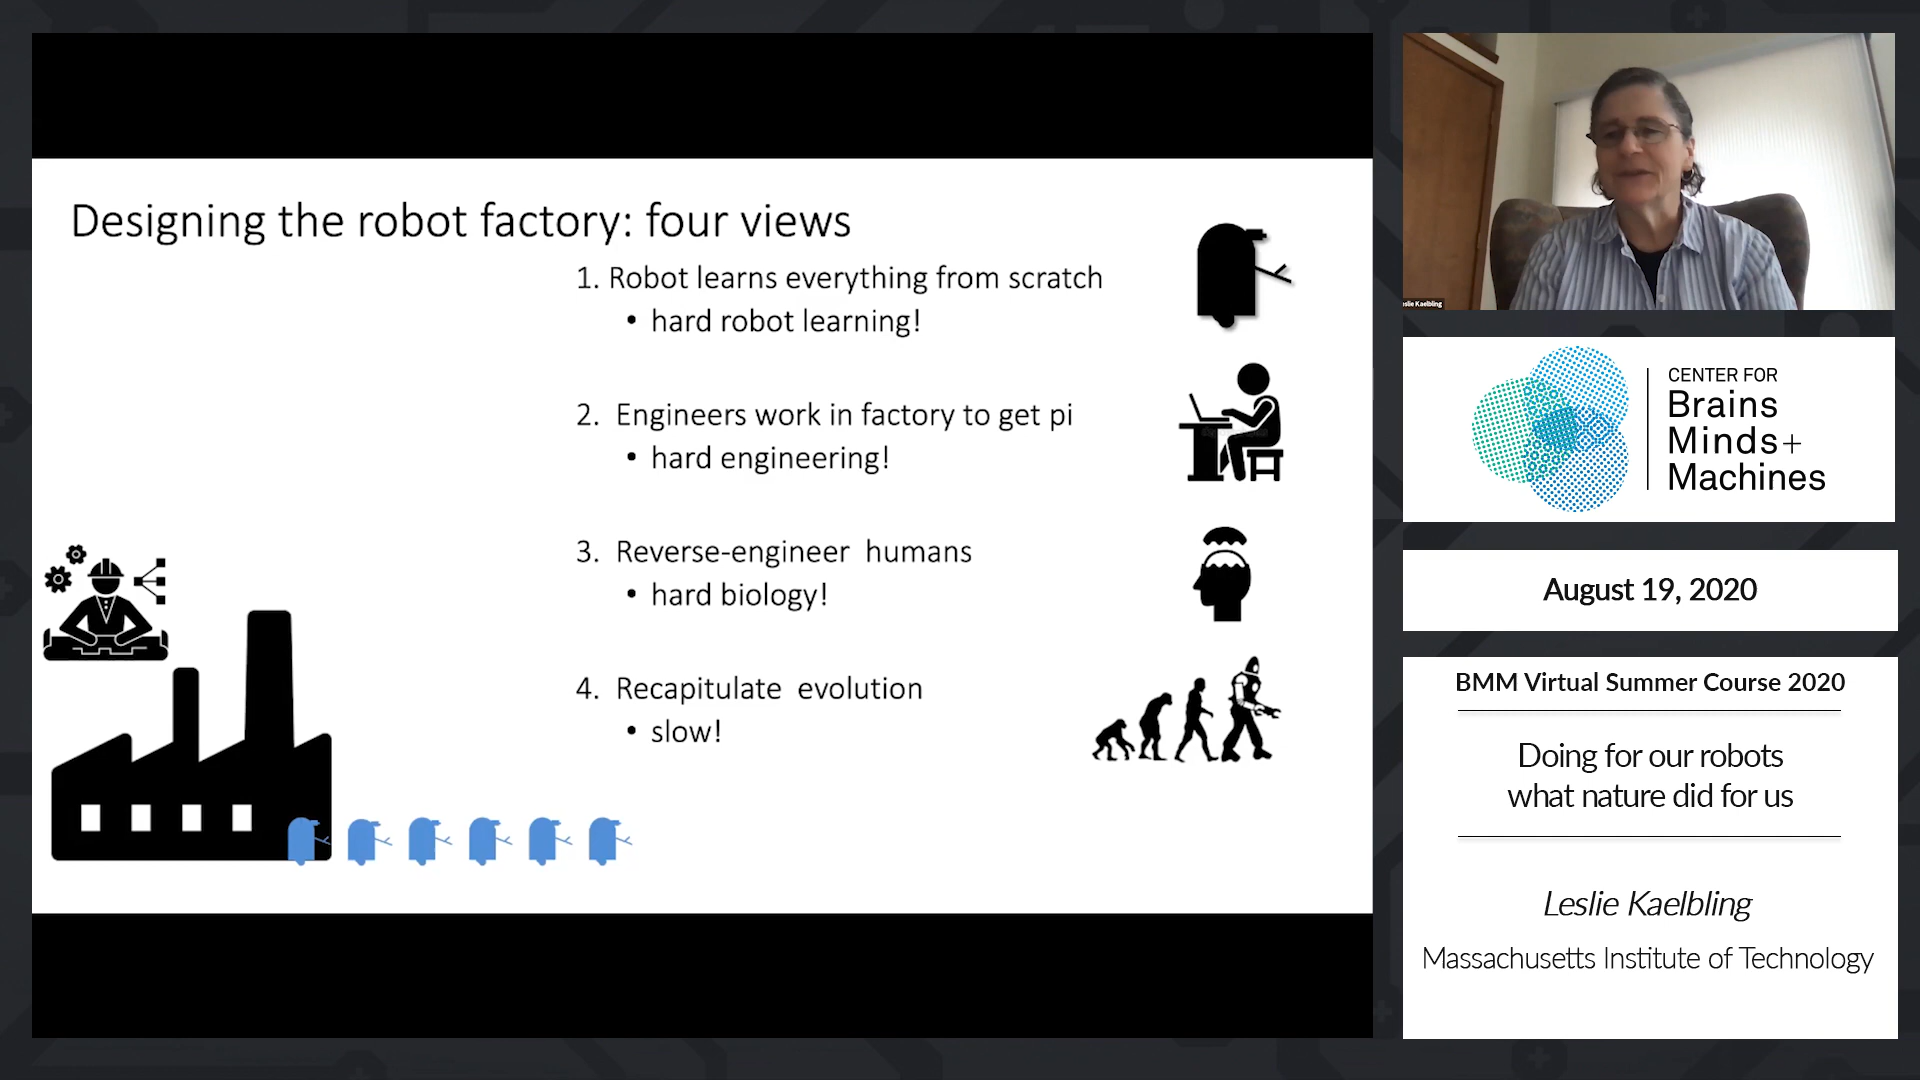 Designing the robot factory: four views
1. Robot learns everything from scratch
• hard robot learning!
2. Engineers work in factory to get pi
• hard engineering!
3. Reverse-engineer humans
• hard biology!
4. Recapitulate evolution
• slow!
Leslie Kaelbling
CENTER FOR
Brains
Minds+
Machines
August 19, 2020
BMM Virtual Summer Course 2020
Doing for our robots
what nature did for us
Leslie Kaelbling
Massachusetts Institute of Technology